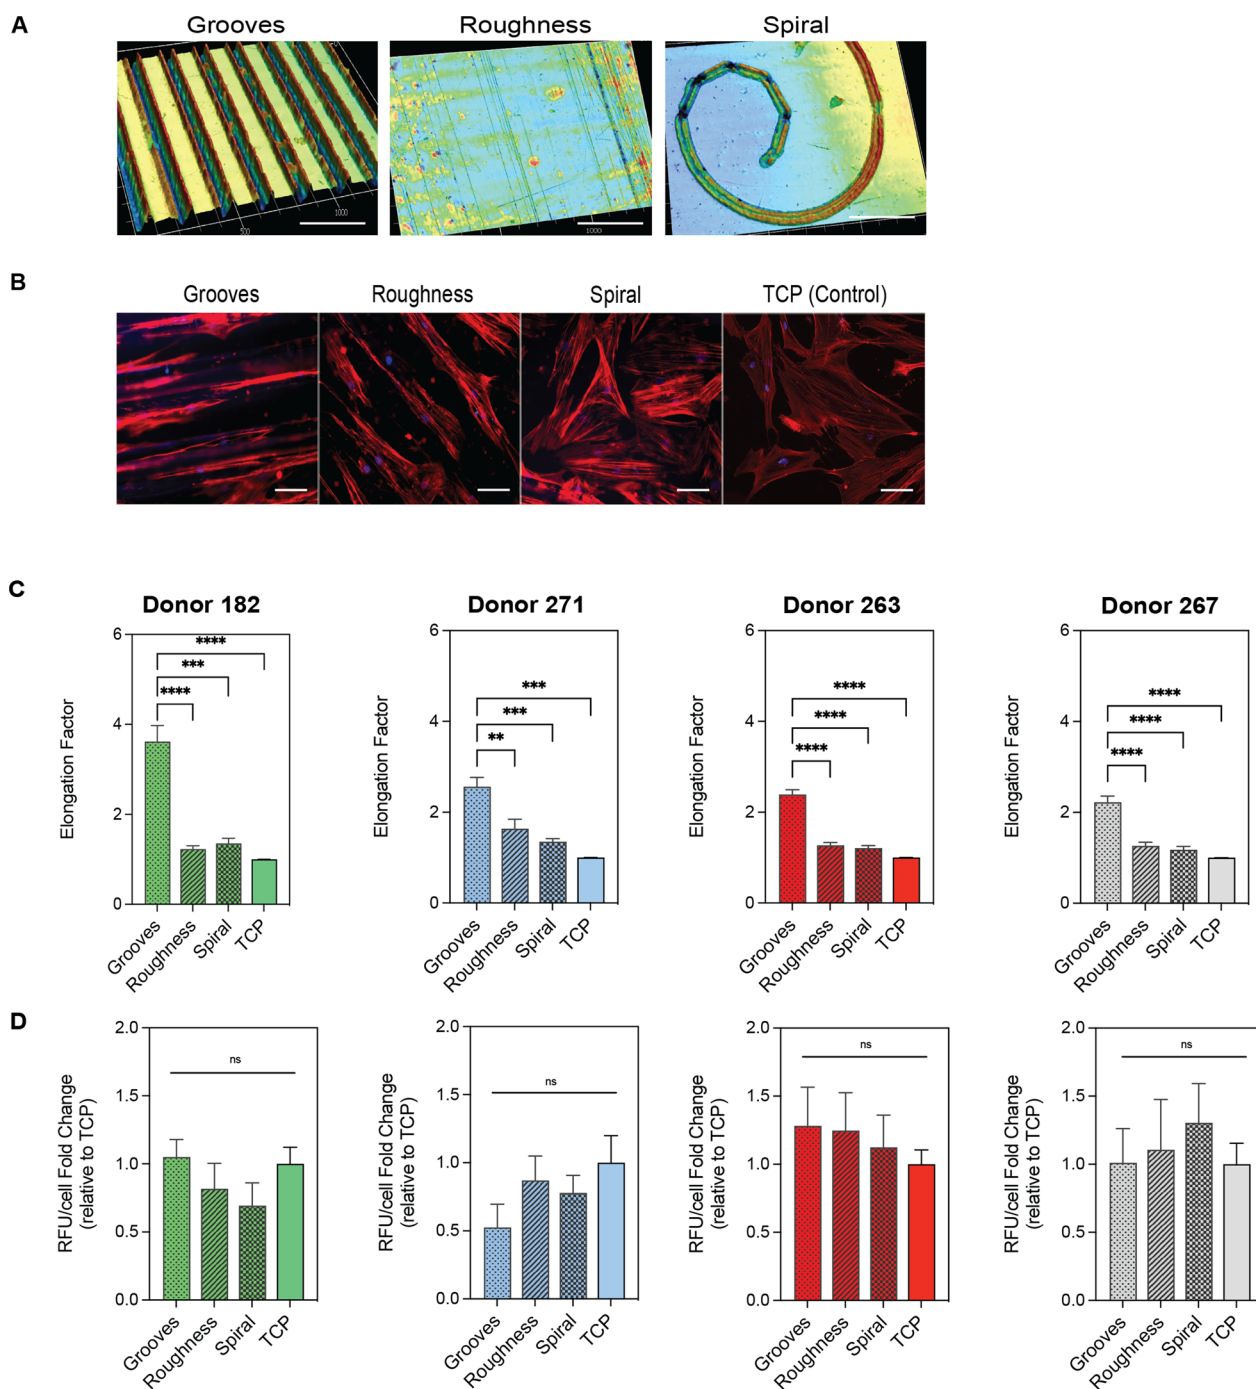 A
Grooves
Roughness
Spiral
500
1000
1000
B
Grooves
Roughness
Spiral
TCP (Control)
C
Donor 182
Donor 271
Donor 263
Donor 267
Elongation Factor
6
4
2
0
****
***
****
Grooves
Roughness
Spiral
TCP
Elongation Factor
6
4
2
0
***
***
**
Grooves
Roughness
Spiral
TCP
Elongation Factor
6
4
2
0
****
****
****
Grooves
Roughness
Spiral
TCP
Elongation Factor
6
4
2
0
****
****
****
Grooves
Roughness
Spiral
TCP
D
RFU/cell Fold Change
(relative to TCP)
2.0
1.5
1.0
0.5
0.0
ns
Grooves
Roughness
Spiral
TCP
RFU/cell Fold Change
(relative to TCP)
2.0
1.5
1.0
0.5
0.0
ns
Grooves
Roughness
Spiral
TCP
RFU/cell Fold Change
(relative to TCP)
2.0
1.5
1.0
0.5
0.0
ns
Grooves
Roughness
Spiral
TCP
RFU/cell Fold Change
(relative to TCP)
2.0
1.5
1.0
0.5
0.0
ns
Grooves
Roughness
Spiral
TCP